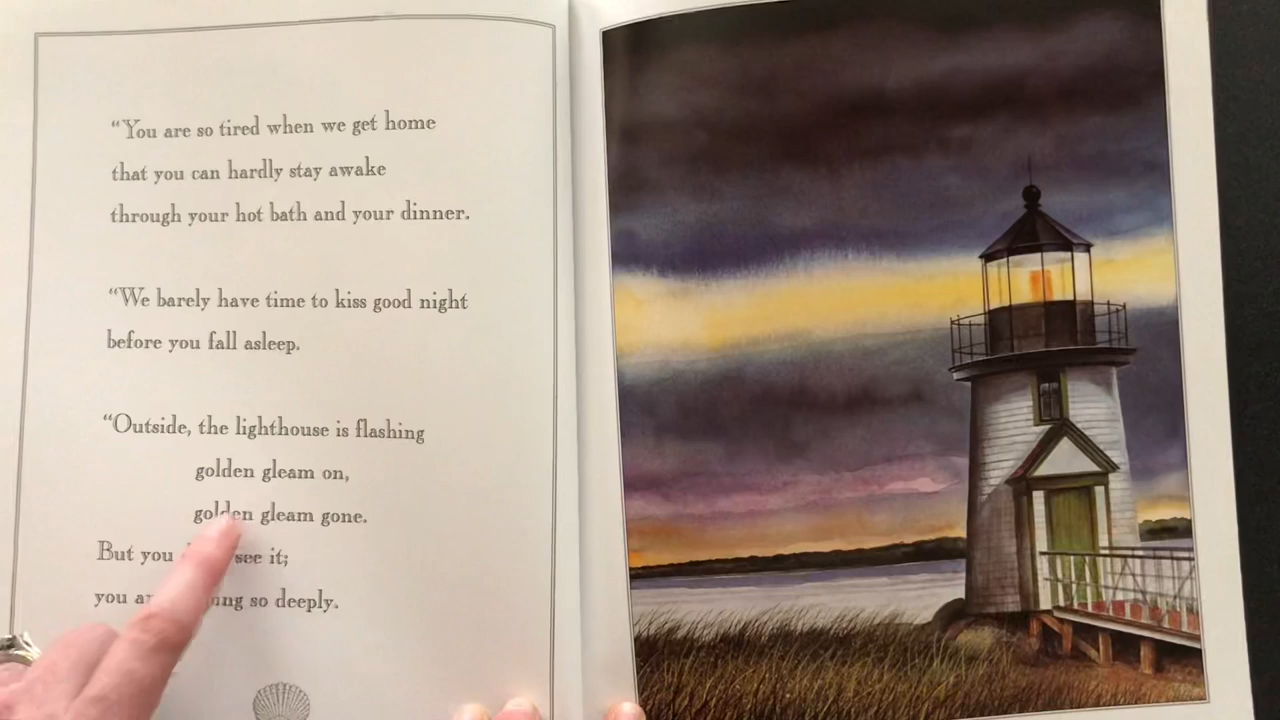 “You are so tired when we get home
that you can hardly stay awake
through your hot bath and your dinner.
“We barely have time to kiss good night
before you fall asleep.
“Outside, the lighthouse is flashing
golden gleam on,
golden gleam gone.
But you see it;
you so deeply.